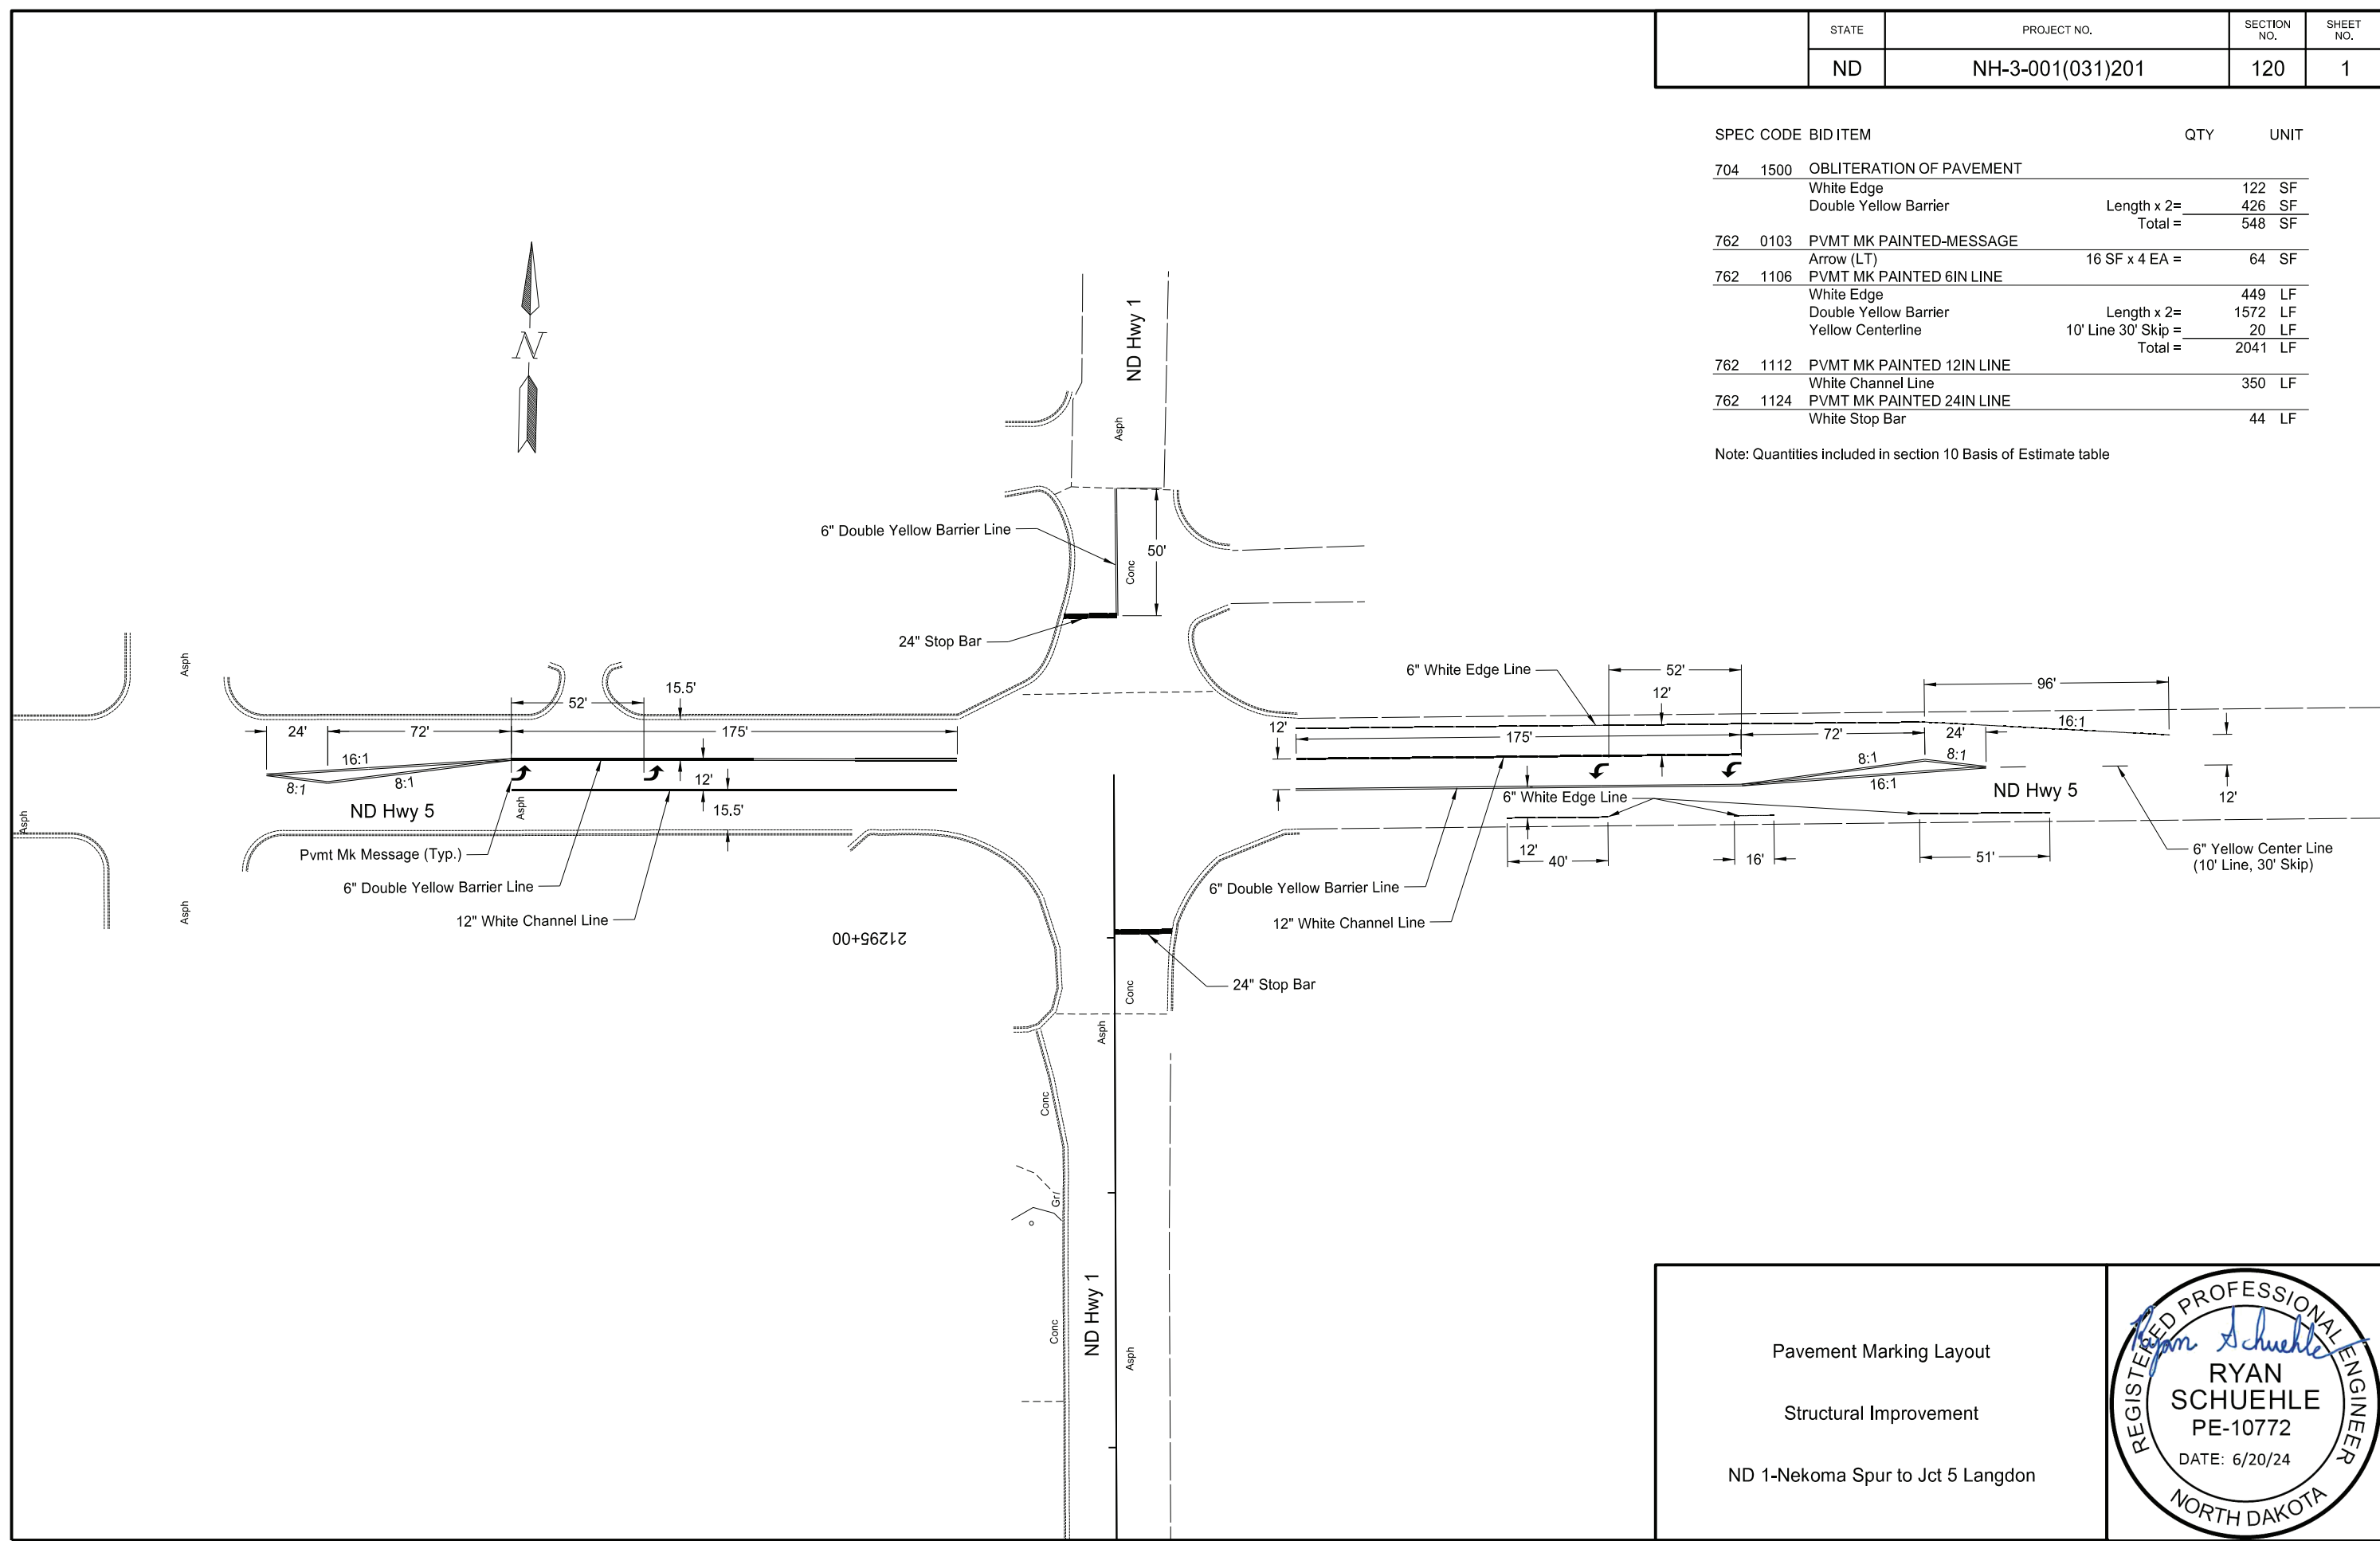 STATE
PROJECT NO.
SECTION
NO.
SHEET
NO.
ND
NH-3-001(031)201
120
1
SPEC CODE BID ITEM QTY UNIT
704 1500 OBLITERATION OF PAVEMENT
White Edge 122 SF
Double Yellow Barrier Length x 2= 426 SF
Total = 548 SF
762 0103 PVMT MK PAINTED-MESSAGE
Arrow (LT) 16 SF x 4 EA = 64 SF
762 1106 PVMT MK PAINTED 6IN LINE
White Edge 449 LF
Double Yellow Barrier Length x 2= 1572 LF
Yellow Centerline 10' Line 30' Skip = 20 LF
Total = 2041 LF
762 1112 PVMT MK PAINTED 12IN LINE
White Channel Line 350 LF
762 1124 PVMT MK PAINTED 24IN LINE
White Stop Bar 44 LF
Note: Quantities included in section 10 Basis of Estimate table
N
ND Hwy 1
Asph
6" Double Yellow Barrier Line
50'
Conc
24" Stop Bar
Asph
52'
15.5'
24'
72'
175'
16:1
8:1
8:1
12'
15.5'
ND Hwy 5
Asph
Asph
Pvmt Mk Message (Typ.)
6" Double Yellow Barrier Line
12" White Channel Line
Asph
21295+00
6" White Edge Line
52'
12'
96'
12'
175'
72'
24'
16:1
8:1
8:1
16:1
ND Hwy 5
12'
6" White Edge Line
12'
40'
16'
51'
6" Yellow Center Line
(10' Line, 30' Skip)
6" Double Yellow Barrier Line
12" White Channel Line
24" Stop Bar
Conc
Asph
Conc
Grl
Conc
ND Hwy 1
Asph
Pavement Marking Layout
Structural Improvement
ND 1-Nekoma Spur to Jct 5 Langdon
REGISTERED PROFESSIONAL ENGINEER
Ryan Schuehle
RYAN
SCHUEHLE
PE-10772
DATE: 6/20/24
NORTH DAKOTA